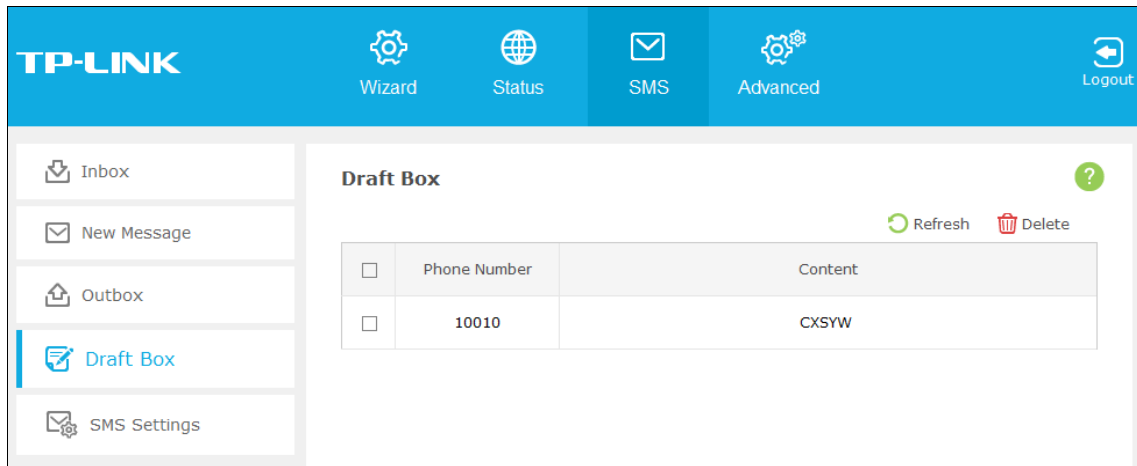 TP-LINK
Wizard
Status
SMS
Advanced
Logout
Inbox
New Message
Outbox
Draft Box
SMS Settings
Draft Box
?
Refresh
Delete
Phone Number
Content
10010
CXSYW